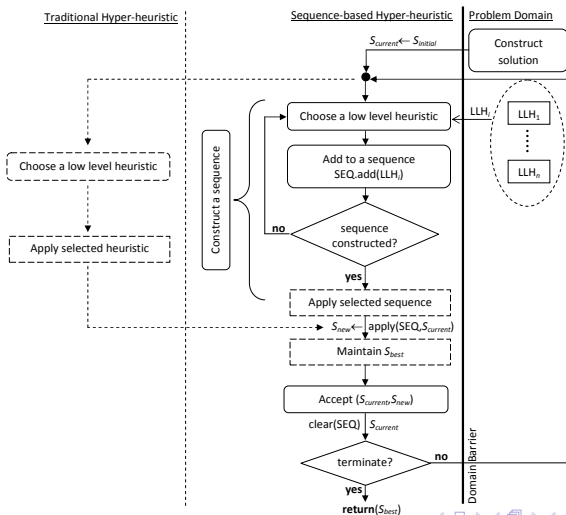 Traditional Hyper-heuristic
Sequence-based Hyper-heuristic
Problem Domain
S_current ← S_initial
Construct solution
Choose a low level heuristic
LLH_i
LLH_1
LLH_n
Add to a sequence
SEQ.add(LLH_i)
Construct a sequence
Choose a low level heuristic
Apply selected heuristic
no
sequence
constructed?
yes
Apply selected sequence
S_new ← apply(SEQ,S_current)
Maintain S_best
Accept (S_current,S_new)
clear(SEQ) S_current
terminate?
no
Domain Barrier
yes
return(S_best)